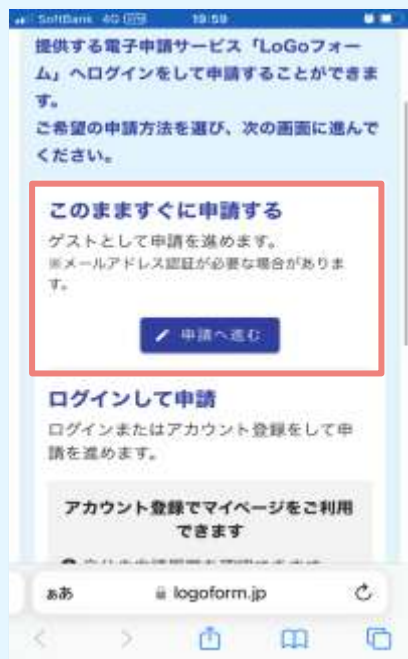 SoftBank 4G
19:59
提供する電子申請サービス「LoGoフォー
ム」へログインをして申請することができま
す。
ご希望の申請方法を選び、次の画面に進んで
ください。
このまますぐに申請する
ゲストとして申請を進めます。
※メールアドレス認証が必要な場合がありま
す。
申請へ進む
ログインして申請
ログインまたはアカウント登録をして申
請を進めます。
アカウント登録でマイページをご利用
できます
ぁあ
logoform.jp